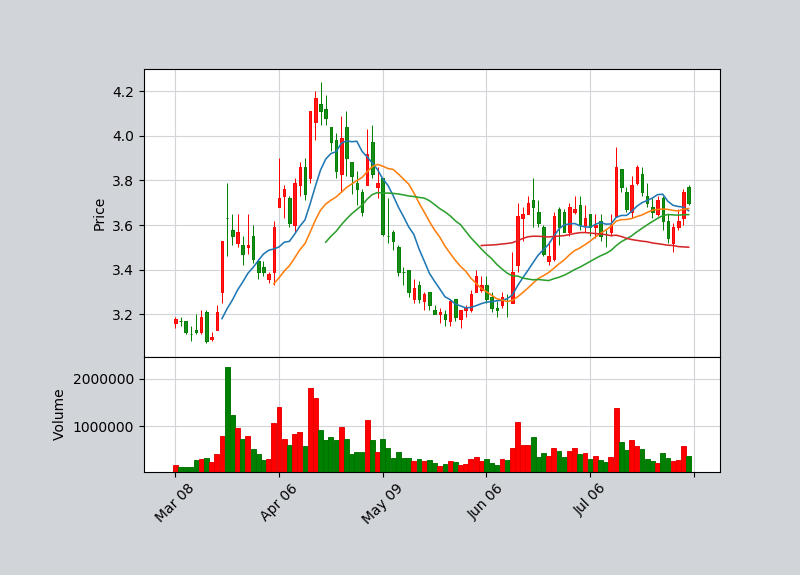 4.2
4.0
3.8
3.6
3.4
3.2
Price
2000000
1000000
Volume
Mar 08
Apr 06
May 09
Jun 06
Jul 06